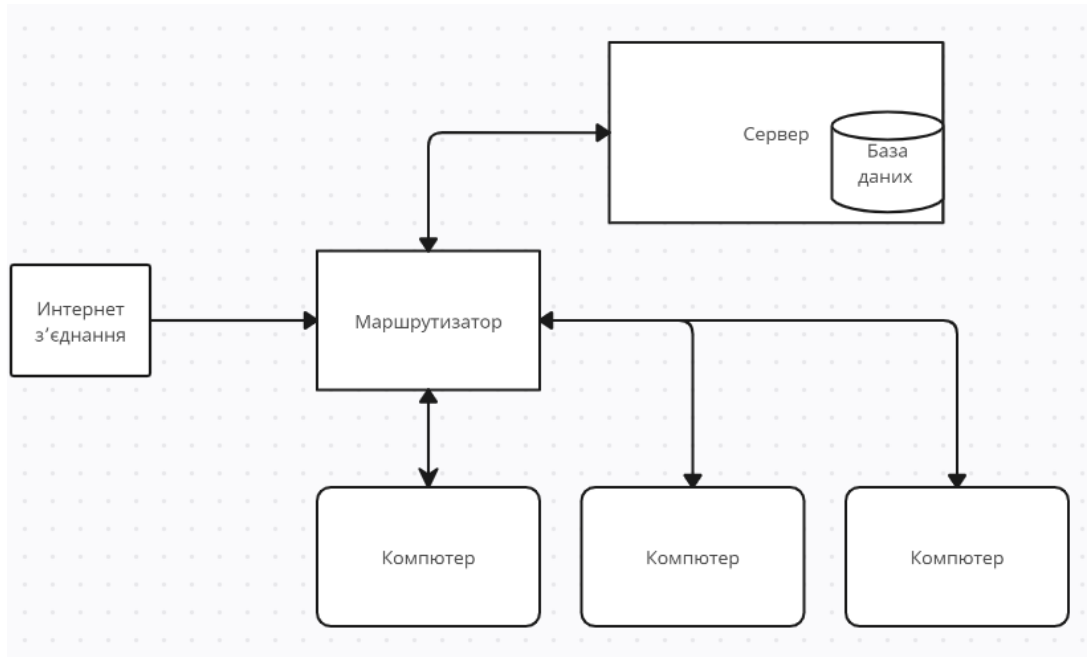 Сервер
База
даних
Интернет
з’єднання
Маршрутизатор
Компютер
Компютер
Компютер